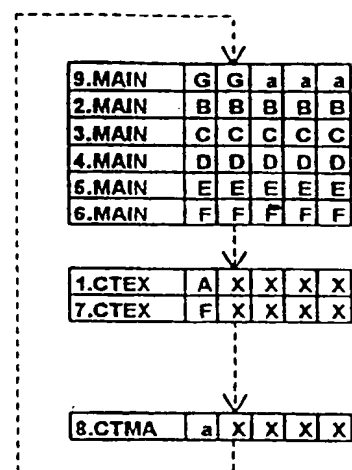 9.MAIN G G a a a
2.MAIN B B B B B
3.MAIN C C C C C
4.MAIN D D D D D
5.MAIN E E E E E
6.MAIN F F F F F
1.CTEX A X X X X
7.CTEX F X X X X
8.CTMA a X X X X